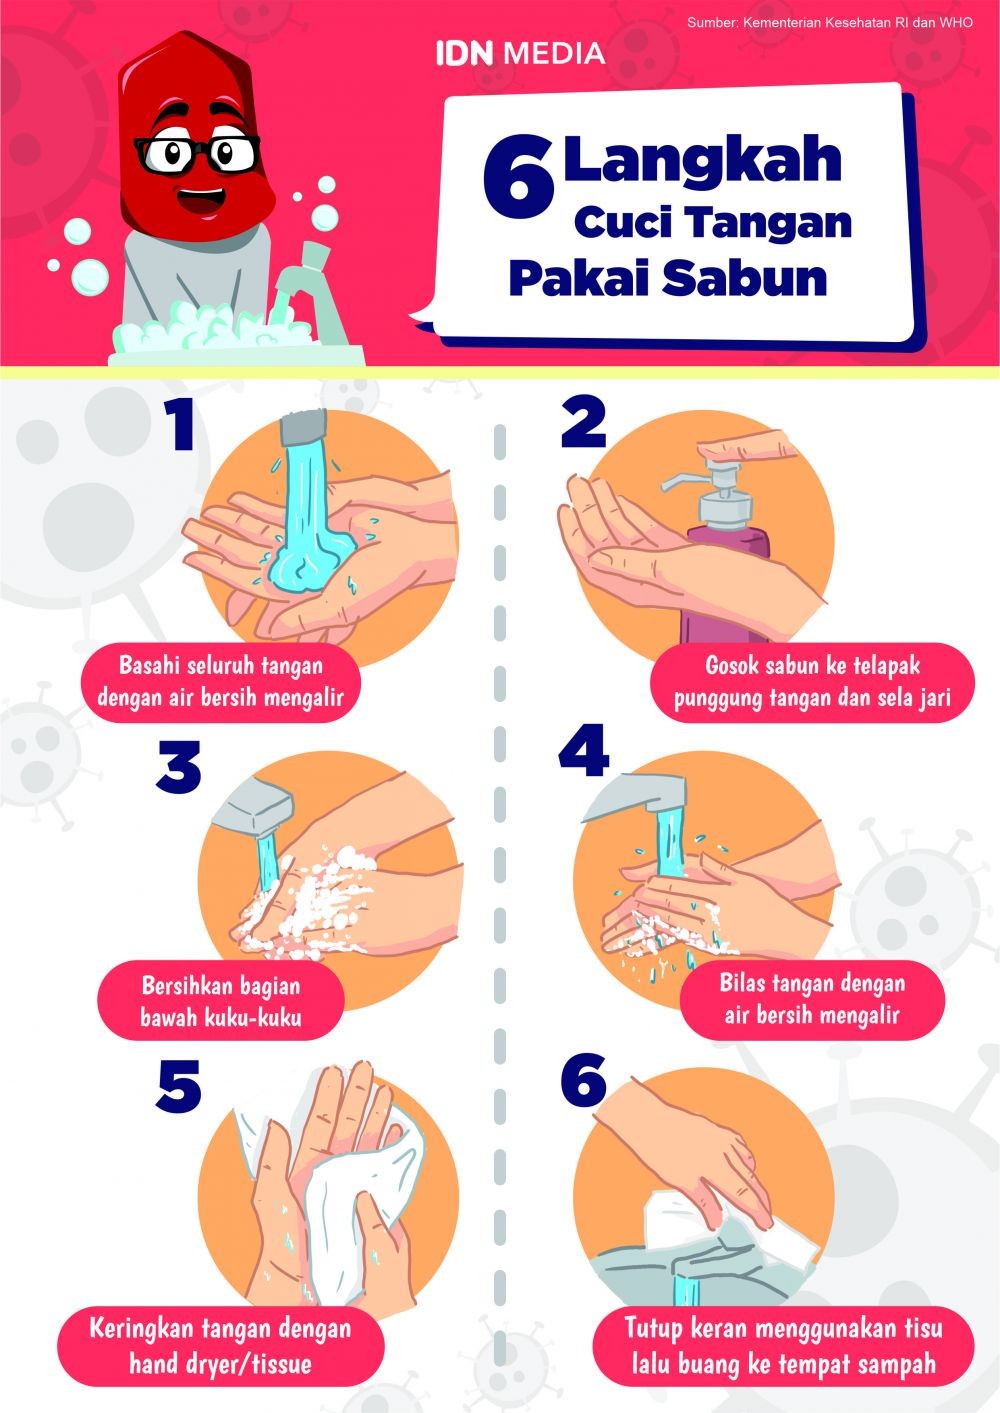 Sumber: Kementerian Kesehatan RI dan WHO
IDN MEDIA
6 Langkah
Cuci Tangan
Pakai Sabun
1
Basahi seluruh tangan
dengan air bersih mengalir
2
Gosok sabun ke telapak
punggung tangan dan sela jari
3
Bersihkan bagian
bawah kuku-kuku
4
Bilas tangan dengan
air bersih mengalir
5
Keringkan tangan dengan
hand dryer/tissue
6
Tutup keran menggunakan tisu
lalu buang ke tempat sampah